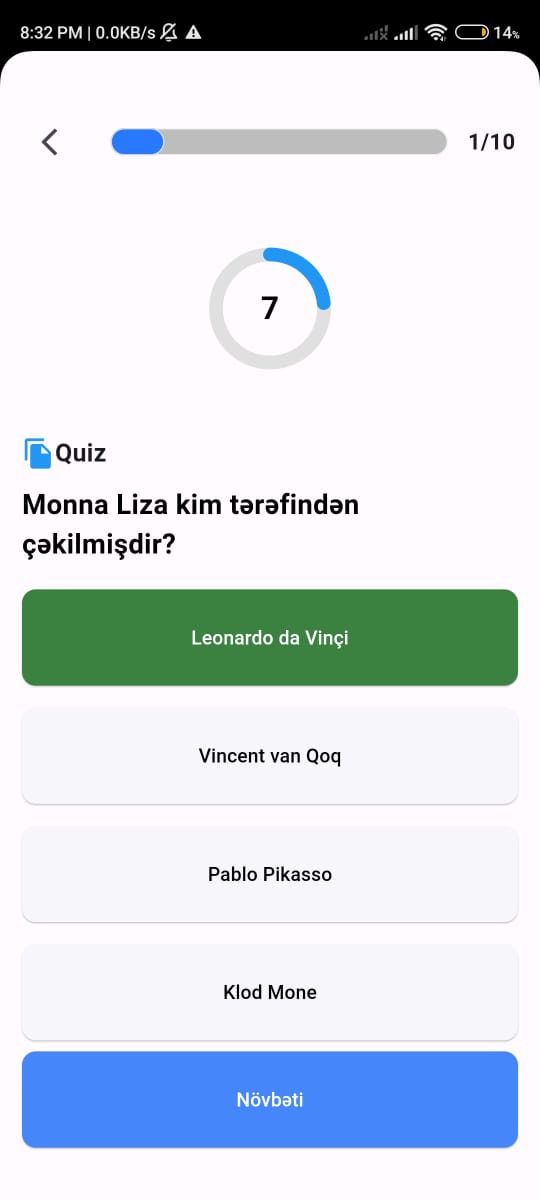 8:32 PM | 0.0KB/s 14%
1/10
7
Quiz
Monna Liza kim tərəfindən
çəkilmişdir?
Leonardo da Vinçi
Vincent van Qoq
Pablo Pikasso
Klod Mone
Növbəti